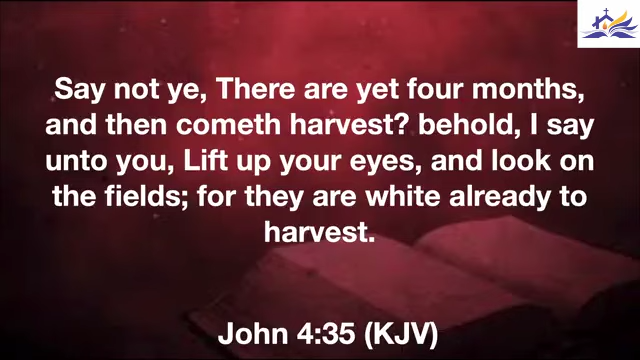 Say not ye, There are yet four months,
and then cometh harvest? behold, I say
unto you, Lift up your eyes, and look on
the fields; for they are white already to
harvest.
John 4:35 (KJV)